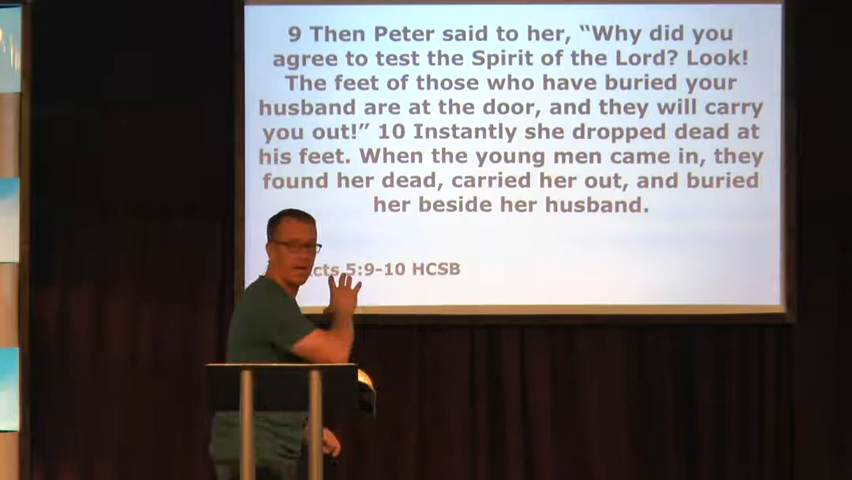 9 Then Peter said to her, “Why did you
agree to test the Spirit of the Lord? Look!
The feet of those who have buried your
husband are at the door, and they will carry
you out!” 10 Instantly she dropped dead at
his feet. When the young men came in, they
found her dead, carried her out, and buried
her beside her husband.
cts 5:9-10 HCSB